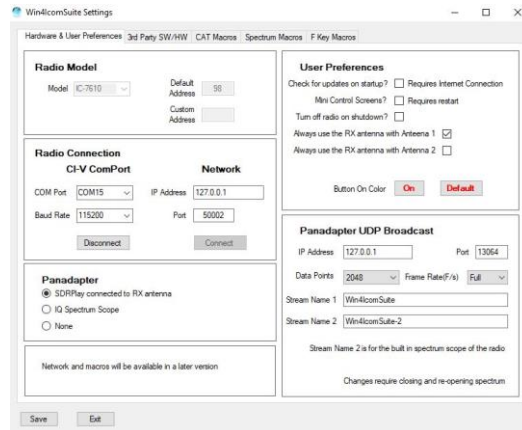 Win4IcomSuite Settings
Hardware & User Preferences 3rd Party SW/HW CAT Macros Spectrum Macros F Key Macros
Radio Model
Model IC-7610 Default Address 98
Custom Address
Radio Connection
CI-V ComPort Network
COM Port COM15 IP Address 127.0.0.1
Baud Rate 115200 Port 50002
Disconnect Connect
Panadapter
SDRPlay connected to RX antenna
IQ Spectrum Scope
None
Network and macros will be available in a later version
User Preferences
Check for updates on startup? Requires Internet Connection
Mini Control Screens? Requires restart
Turn off radio on shutdown?
Always use the RX antenna with Anteena 1
Always use the RX antenna with Antenna 2
Button On Color On Default
Panadapter UDP Broadcast
IP Address 127.0.0.1 Port 13064
Data Points 2048 Frame Rate(F/s) Full
Stream Name 1 Win4IcomSuite
Stream Name 2 Win4IcomSuite-2
Stream Name 2 is for the built in spectrum scope of the radio
Changes require closing and re-opening spectrum
Save Exit